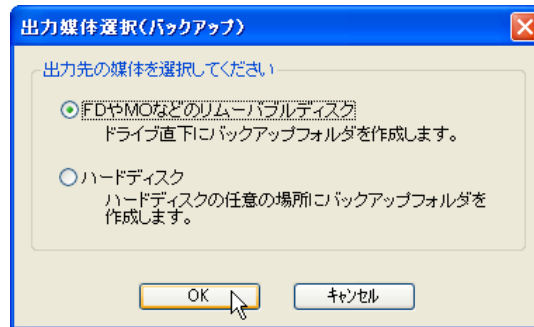 出力媒体選択(バックアップ)
出力先の媒体を選択してください
FDやMOなどのリムーバブルディスク
ドライブ直下にバックアップフォルダを作成します。
ハードディスク
ハードディスクの任意の場所にバックアップフォルダを
作成します。
OK
キャンセル